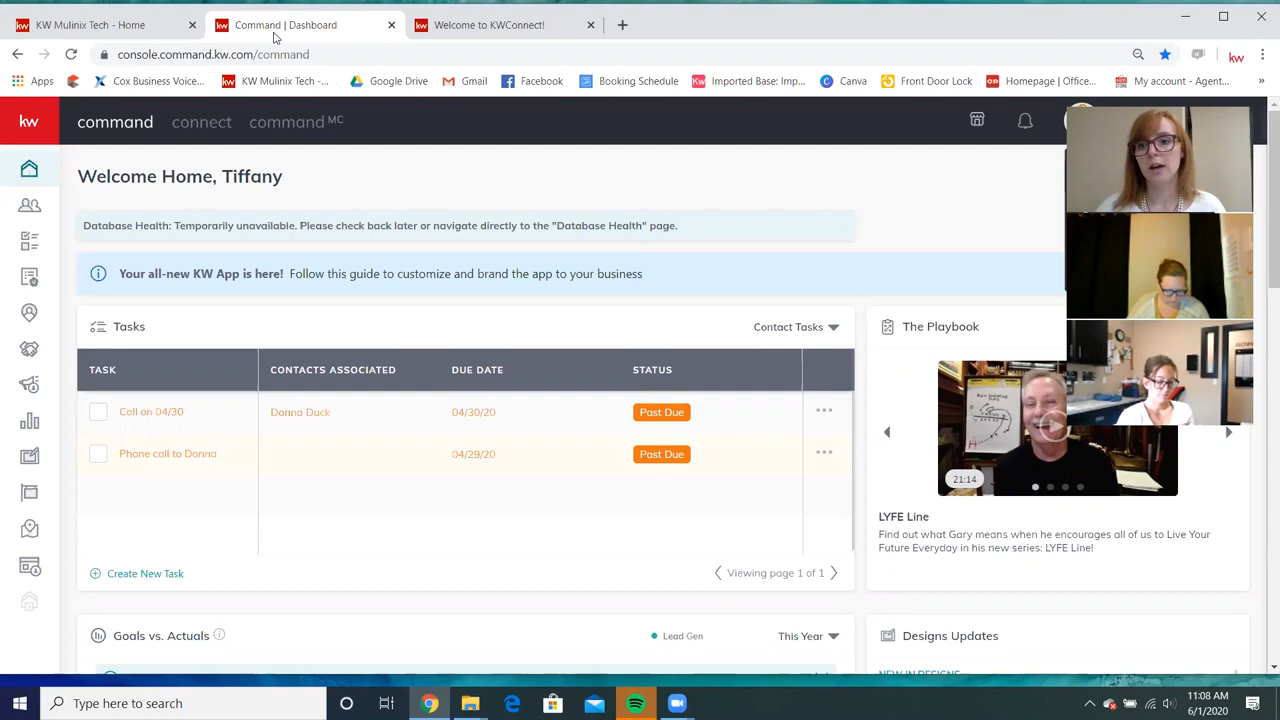 KW Mulinix Tech - Home
Command | Dashboard
Welcome to KWConnect!
console.command.kw.com/command
kw
Apps
Cox Business Voice...
KW Mulinix Tech -...
Google Drive
Gmail
Facebook
Booking Schedule
Imported Base: Imp...
Canva
Front Door Lock
Homepage | Office...
My account - Agent...
»
kw
command
connect
command MC
Welcome Home, Tiffany
Database Health: Temporarily unavailable. Please check back later or navigate directly to the "Database Health" page.
Your all-new KW App is here! Follow this guide to customize and brand the app to your business
Tasks
Contact Tasks
TASK
CONTACTS ASSOCIATED
DUE DATE
STATUS
Call on 04/30
Donna Duck
04/30/20
Past Due
Phone call to Donna
04/29/20
Past Due
Create New Task
Viewing page 1 of 1
The Playbook
21:14
LYFE Line
Find out what Gary means when he encourages all of us to Live Your
Future Everyday in his new series: LYFE Line!
Goals vs. Actuals
Lead Gen
This Year
Designs Updates
NEW IN DESIGNS
Type here to search
11:08 AM
6/1/2020